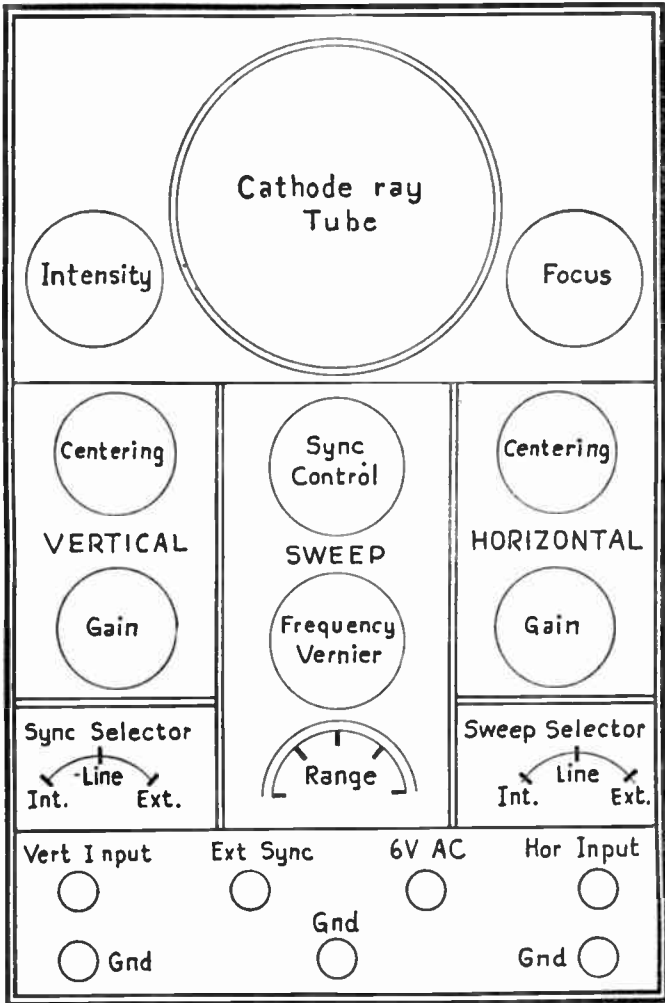 Cathode ray
Tube
Intensity
Focus
Centering
VERTICAL
Gain
Sync
Control
SWEEP
Frequency
Vernier
Range
Centering
HORIZONTAL
Gain
Sync Selector
Line
Int.
Ext.
Sweep Selector
Line
Int.
Ext.
Vert Input
Ext Sync
6V AC
Hor Input
Gnd
Gnd
Gnd